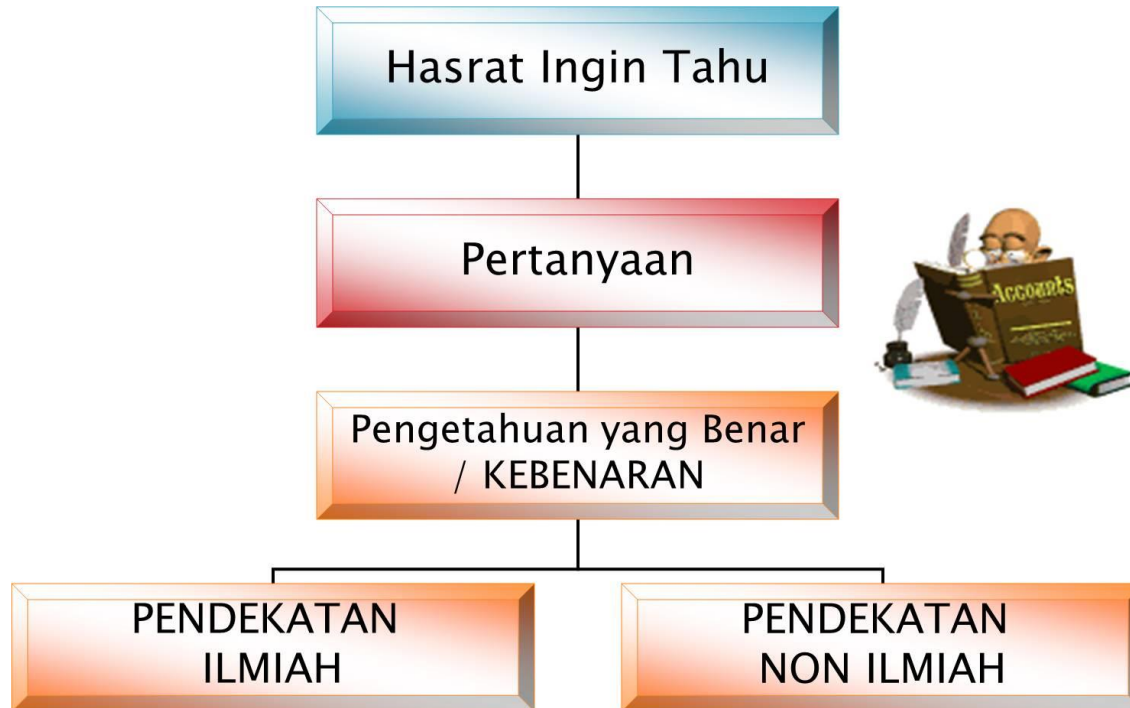 Hasrat Ingin Tahu
Pertanyaan
Accounts
Pengetahuan yang Benar
/ KEBENARAN
PENDEKATAN
ILMIAH
PENDEKATAN
NON ILMIAH